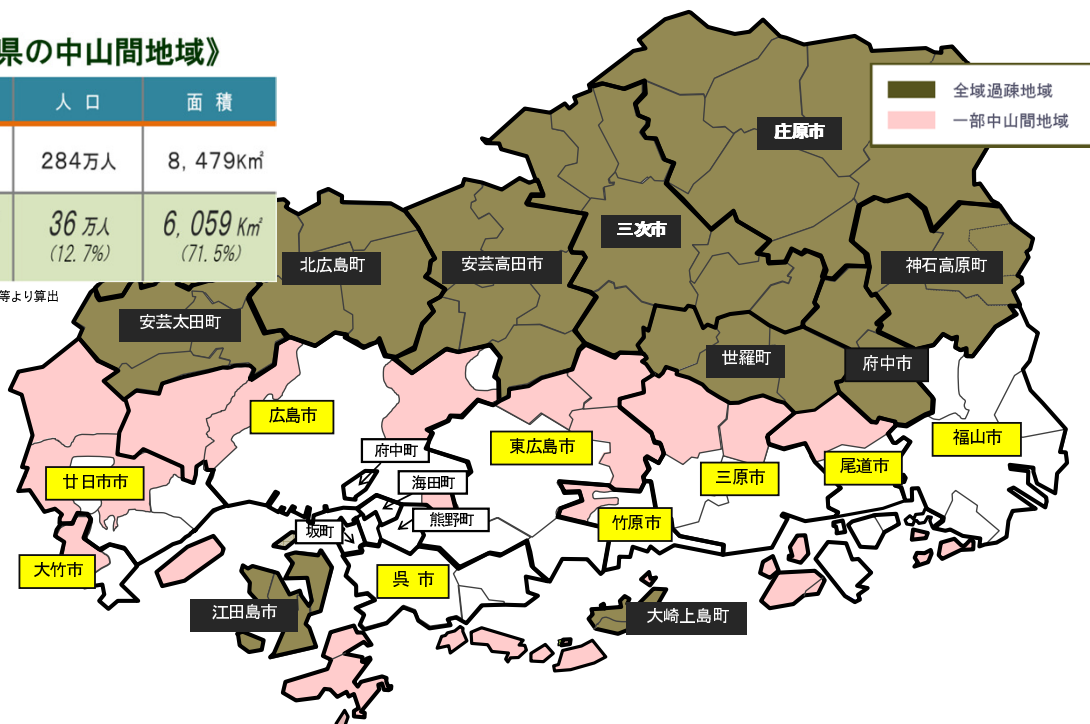 県の中山間地域》
人口 面積
284万人 8,479Km²
36万人 6,059Km²
(12.7%) (71.5%)
等より算出
全域過疎地域
一部中山間地域
庄原市
三次市
北広島町
安芸高田市
神石高原町
安芸太田町
世羅町
府中市
広島市
府中町
東広島市
福山市
尾道市
三原市
廿日市市
海田町
熊野町
竹原市
坂町
大竹市
呉市
江田島市
大崎上島町